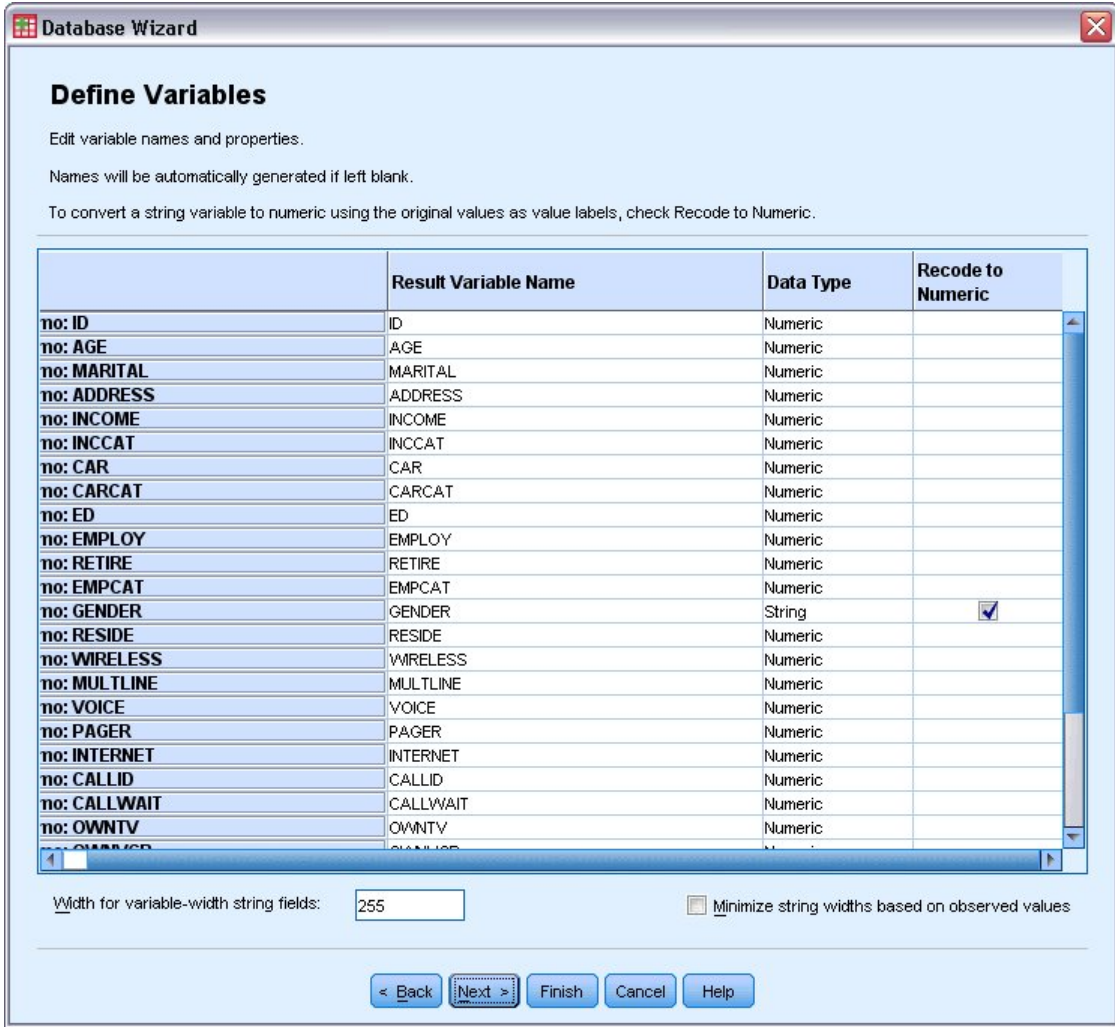 Database Wizard
Define Variables
Edit variable names and properties.
Names will be automatically generated if left blank.
To convert a string variable to numeric using the original values as value labels, check Recode to Numeric.
Result Variable Name Data Type Recode to Numeric
no: ID ID Numeric
no: AGE AGE Numeric
no: MARITAL MARITAL Numeric
no: ADDRESS ADDRESS Numeric
no: INCOME INCOME Numeric
no: INCCAT INCCAT Numeric
no: CAR CAR Numeric
no: CARCAT CARCAT Numeric
no: ED ED Numeric
no: EMPLOY EMPLOY Numeric
no: RETIRE RETIRE Numeric
no: EMPCAT EMPCAT Numeric
no: GENDER GENDER String
no: RESIDE RESIDE Numeric
no: WIRELESS WIRELESS Numeric
no: MULTLINE MULTLINE Numeric
no: VOICE VOICE Numeric
no: PAGER PAGER Numeric
no: INTERNET INTERNET Numeric
no: CALLID CALLID Numeric
no: CALLWAIT CALLWAIT Numeric
no: OWNTV OWNTV Numeric
Width for variable-width string fields: 255 Minimize string widths based on observed values
< Back Next > Finish Cancel Help